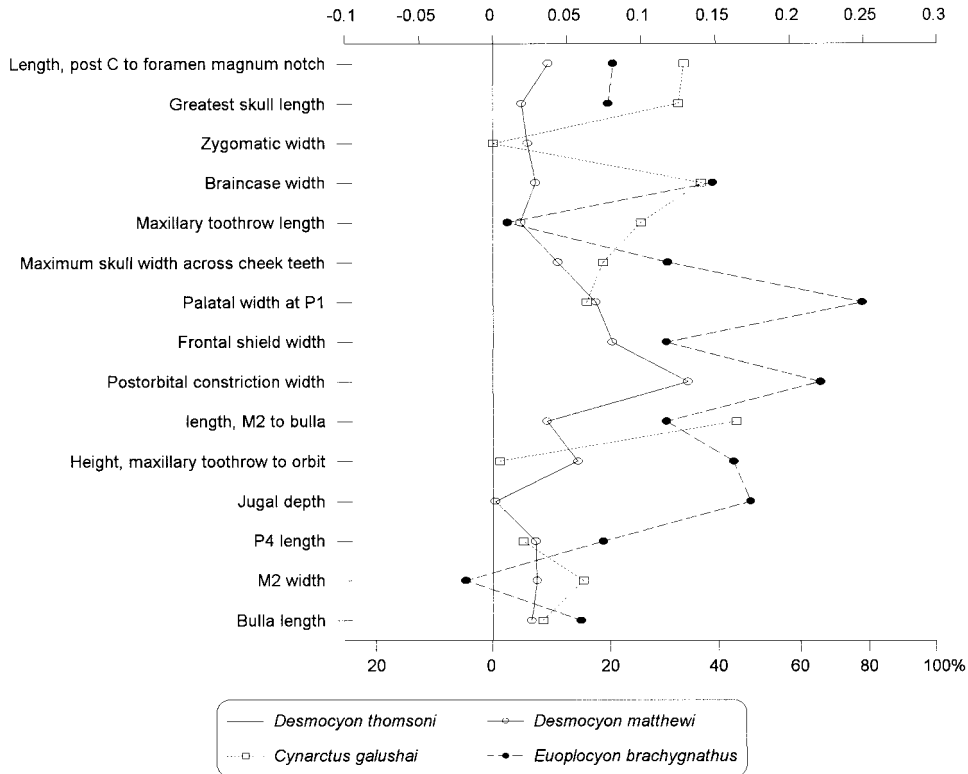 -0.1 -0.05 0 0.05 0.1 0.15 0.2 0.25 0.3
Length, post C to foramen magnum notch
Greatest skull length
Zygomatic width
Braincase width
Maxillary toothrow length
Maximum skull width across cheek teeth
Palatal width at P1
Frontal shield width
Postorbital constriction width
length, M2 to bulla
Height, maxillary toothrow to orbit
Jugal depth
P4 length
M2 width
Bulla length
20 0 20 40 60 80 100%
Desmocyon thomsoni Desmocyon matthewi
Cynarctus galushai Euoplocyon brachygnathus